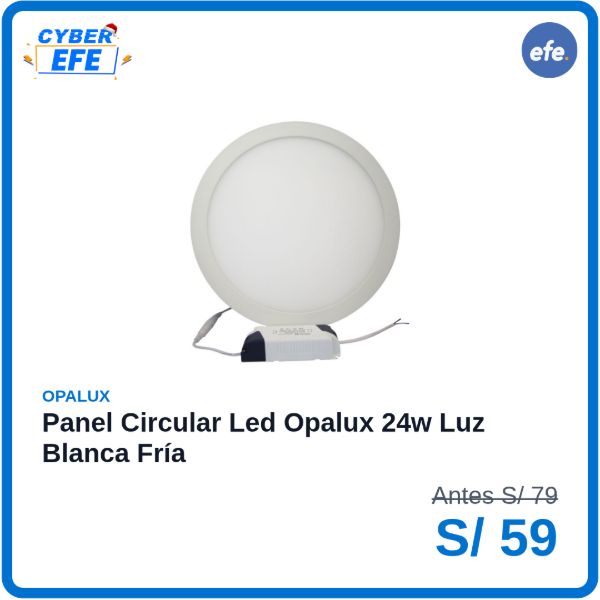 CYBER
EFE
efe.
OPALUX
Panel Circular Led Opalux 24w Luz
Blanca Fría
Antes S/ 79
S/ 59